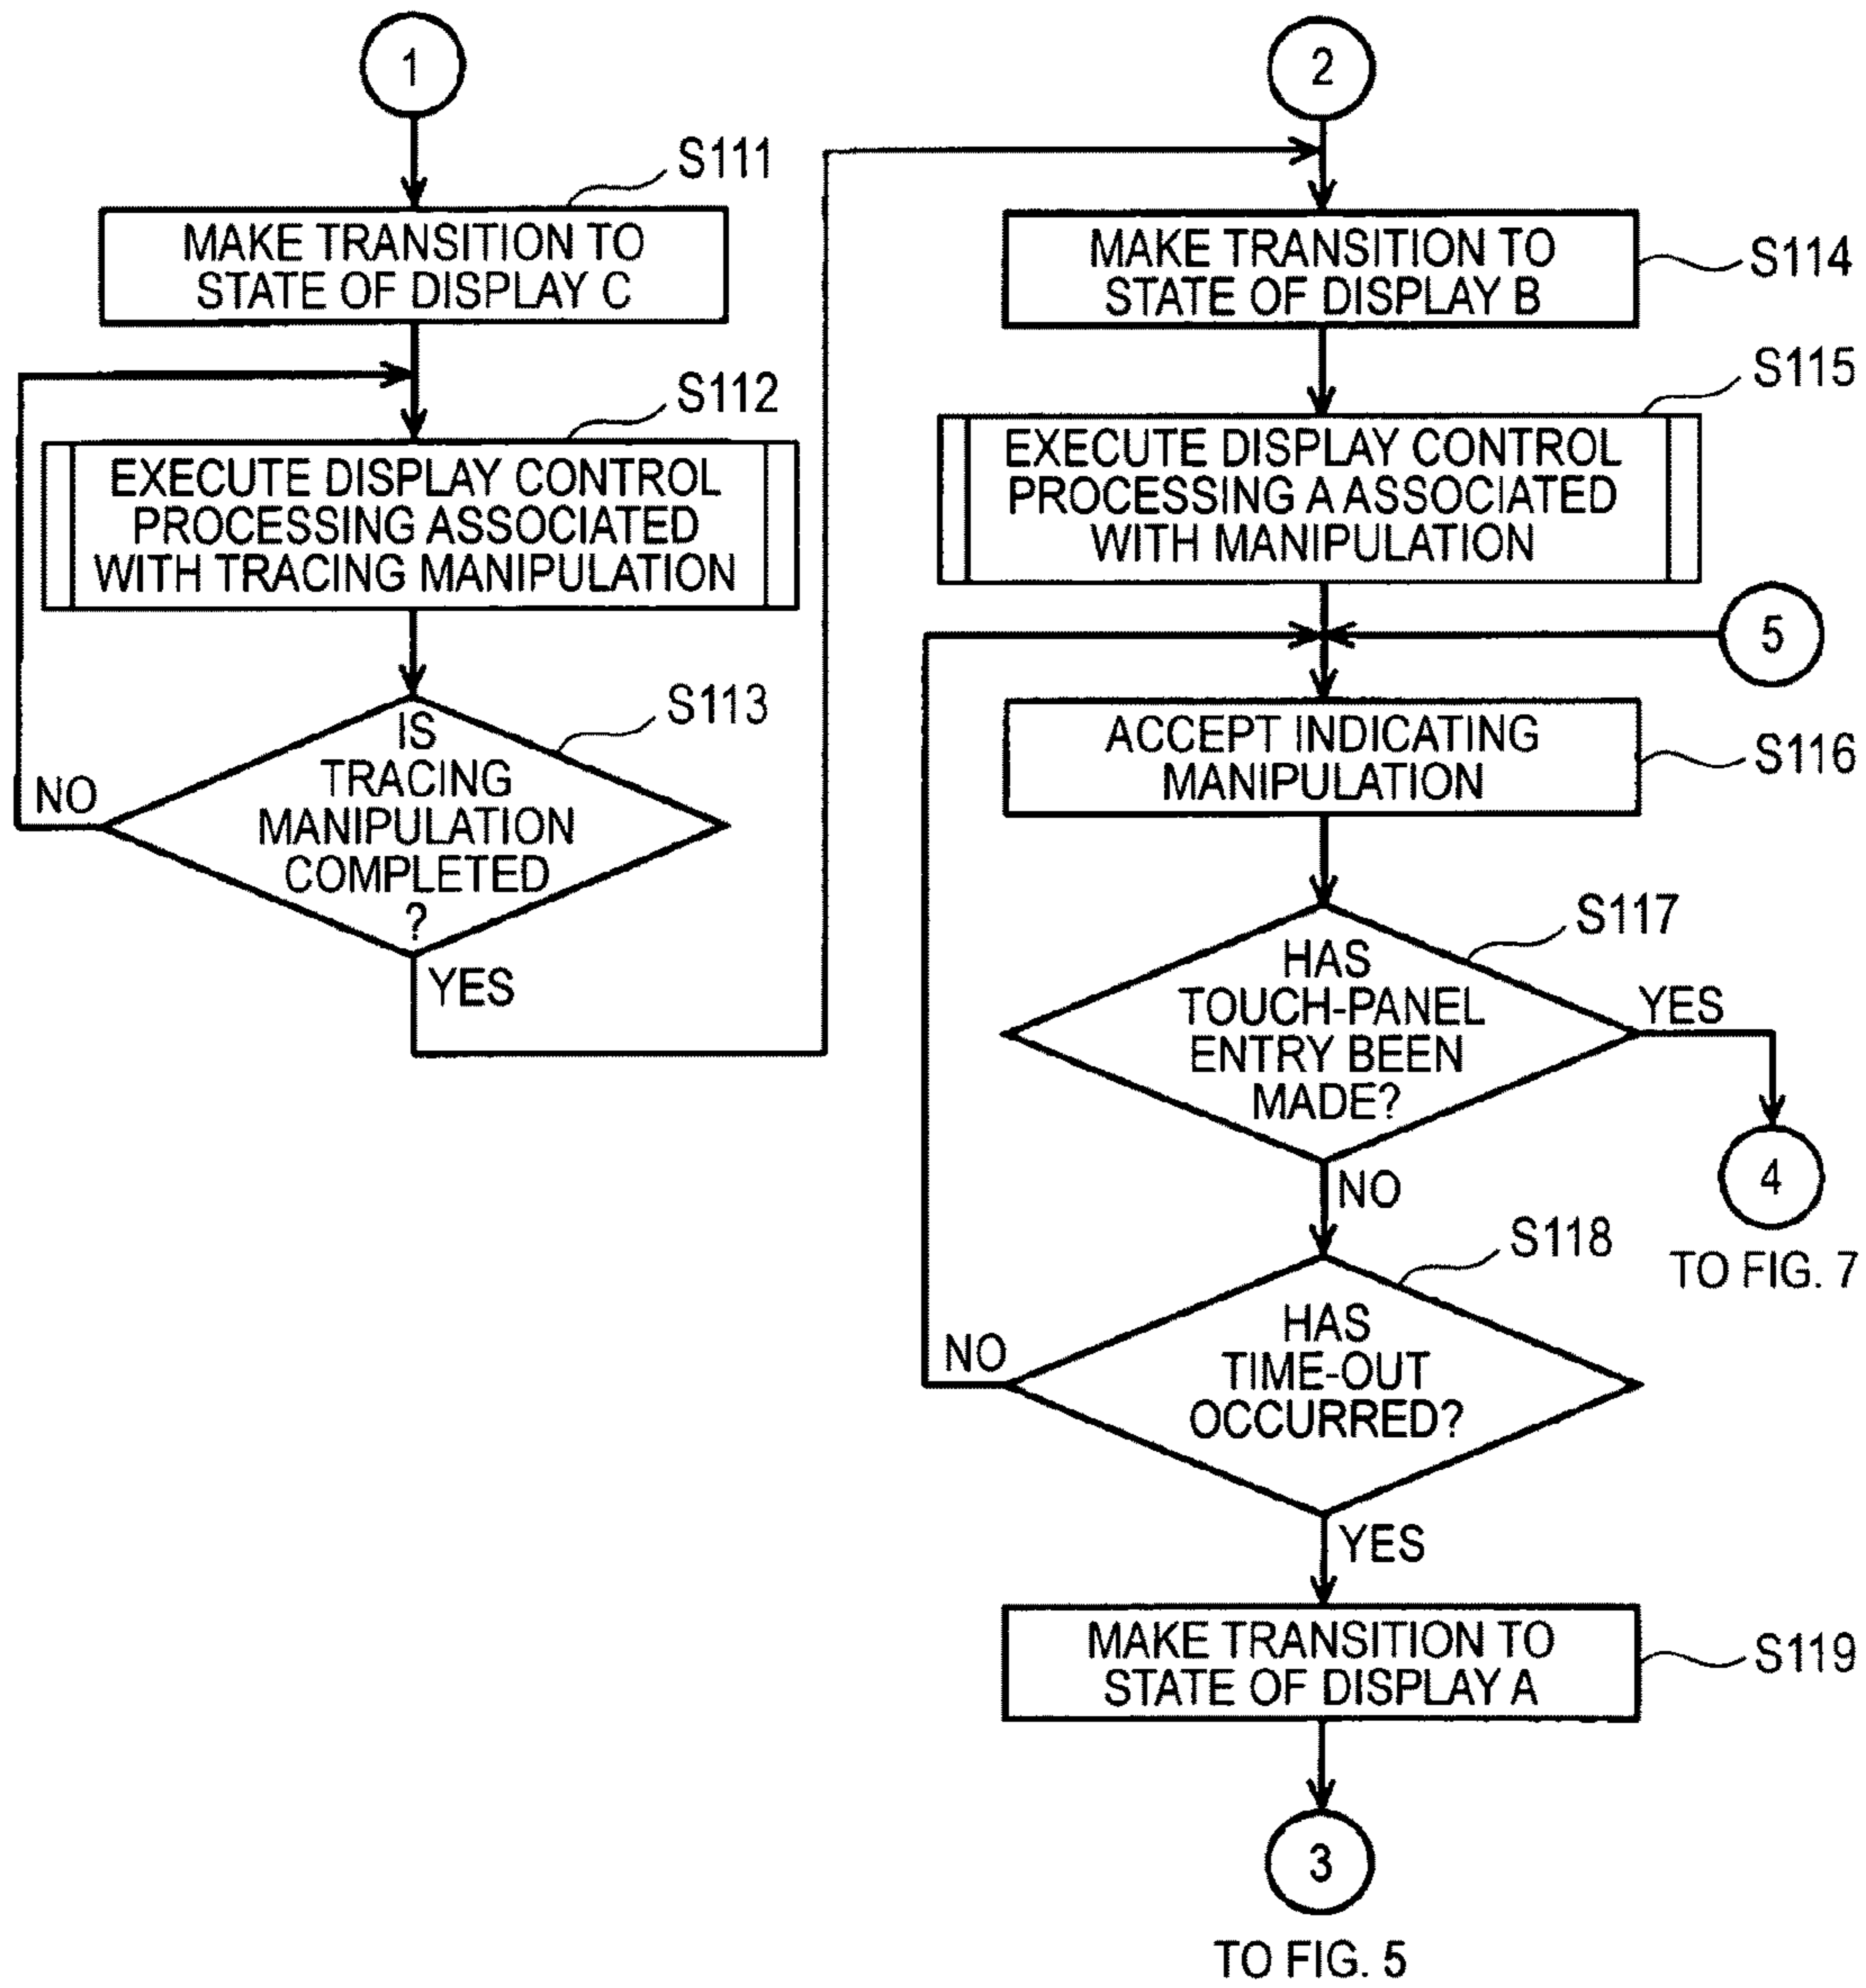 1
S111
MAKE TRANSITION TO
STATE OF DISPLAY C
S112
EXECUTE DISPLAY CONTROL
PROCESSING ASSOCIATED
WITH TRACING MANIPULATION
S113
IS
TRACING
MANIPULATION
COMPLETED
?
NO
YES
2
MAKE TRANSITION TO
STATE OF DISPLAY B
S114
S115
EXECUTE DISPLAY CONTROL
PROCESSING A ASSOCIATED
WITH MANIPULATION
5
ACCEPT INDICATING
MANIPULATION
S116
S117
HAS
TOUCH-PANEL
ENTRY BEEN
MADE?
YES
4
TO FIG. 7
NO
S118
HAS
TIME-OUT
OCCURRED?
NO
YES
MAKE TRANSITION TO
STATE OF DISPLAY A
S119
3
TO FIG. 5